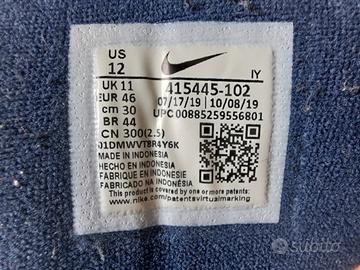 US
12
IY
UK 11
EUR 46
cm 30
BR 44
CN 300(2.5)
415445-102
07/17/19 | 10/08/19
UPC 00885259556801
01DMWVT8R4Y6K
MADE IN INDONESIA
HECHO EN INDONESIA
FABRIQUE EN INDONESIE
FABRICADO NA INDONÉSIA
This product is covered by one or more patents.
www.nike.com/patentsvirtualmarking
subito